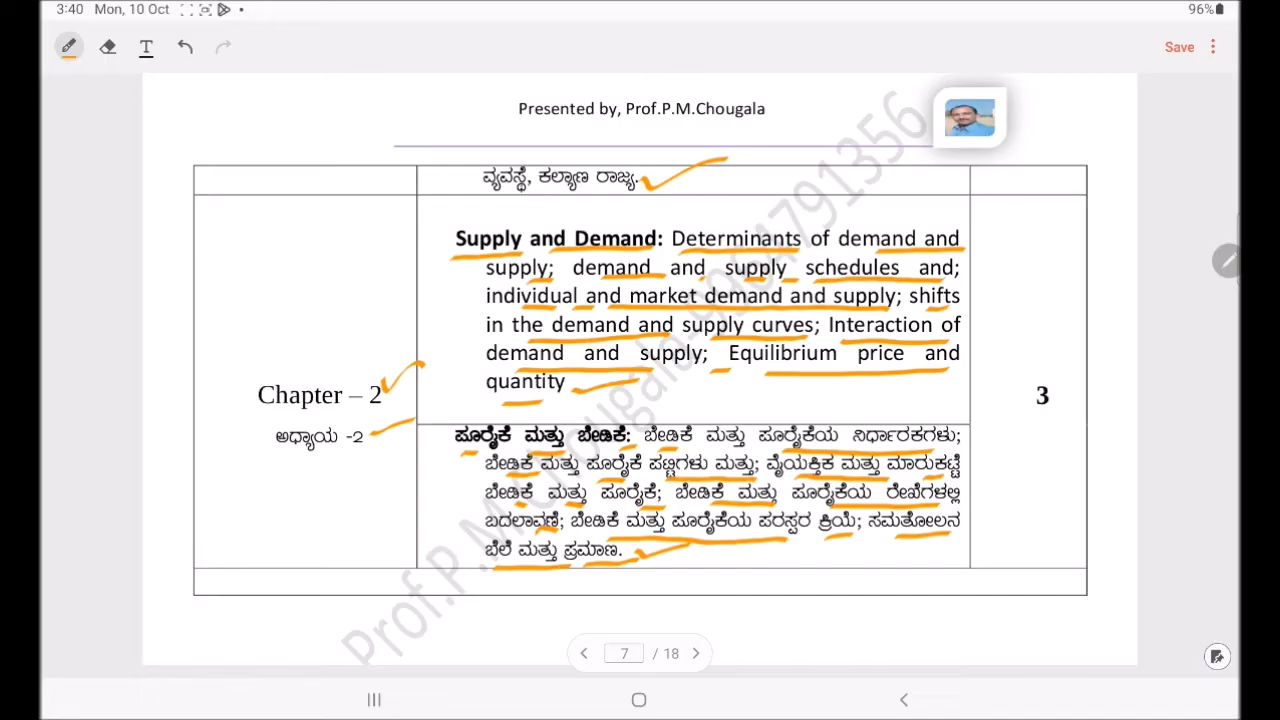 3:40 Mon, 10 Oct
96%
T
Save
Presented by, Prof.P.M.Chougala
ವ್ಯವಸ್ಥೆ, ಕಲ್ಯಾಣ ರಾಜ್ಯ.
Supply and Demand: Determinants of demand and
supply; demand and supply schedules and;
individual and market demand and supply; shifts
in the demand and supply curves; Interaction of
demand and supply; Equilibrium price and
quantity
Chapter – 2
ಅಧ್ಯಾಯ -2
3
ಪೂರೈಕೆ ಮತ್ತು ಬೇಡಿಕೆ: ಬೇಡಿಕೆ ಮತ್ತು ಪೂರೈಕೆಯ ನಿರ್ಧಾರಕಗಳು;
ಬೇಡಿಕೆ ಮತ್ತು ಪೂರೈಕೆ ಪಟ್ಟಿಗಳು ಮತ್ತು; ವೈಯಕ್ತಿಕ ಮತ್ತು ಮಾರುಕಟ್ಟೆ
ಬೇಡಿಕೆ ಮತ್ತು ಪೂರೈಕೆ; ಬೇಡಿಕೆ ಮತ್ತು ಪೂರೈಕೆಯ ರೇಖೆಗಳಲ್ಲಿ
ಬದಲಾವಣೆ; ಬೇಡಿಕೆ ಮತ್ತು ಪೂರೈಕೆಯ ಪರಸ್ಪರ ಕ್ರಿಯೆ; ಸಮತೋಲನ
ಬೆಲೆ ಮತ್ತು ಪ್ರಮಾಣ.
Prof.P.M.Chougala-9964791356
7 / 18